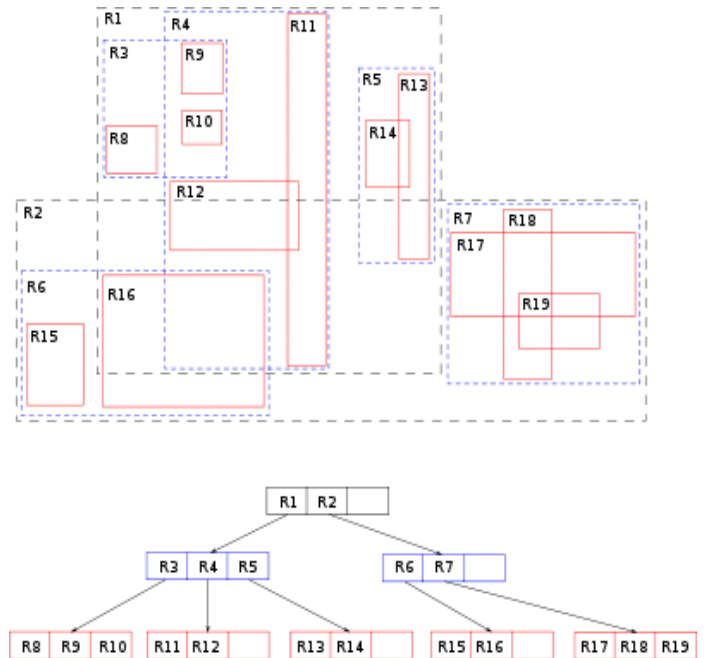 R1
R4
R11
R3
R9
R5
R13
R10
R14
R8
R12
R2
R7
R18
R17
R6
R16
R19
R15
R1 R2
R3 R4 R5
R6 R7
R8 R9 R10
R11 R12
R13 R14
R15 R16
R17 R18 R19